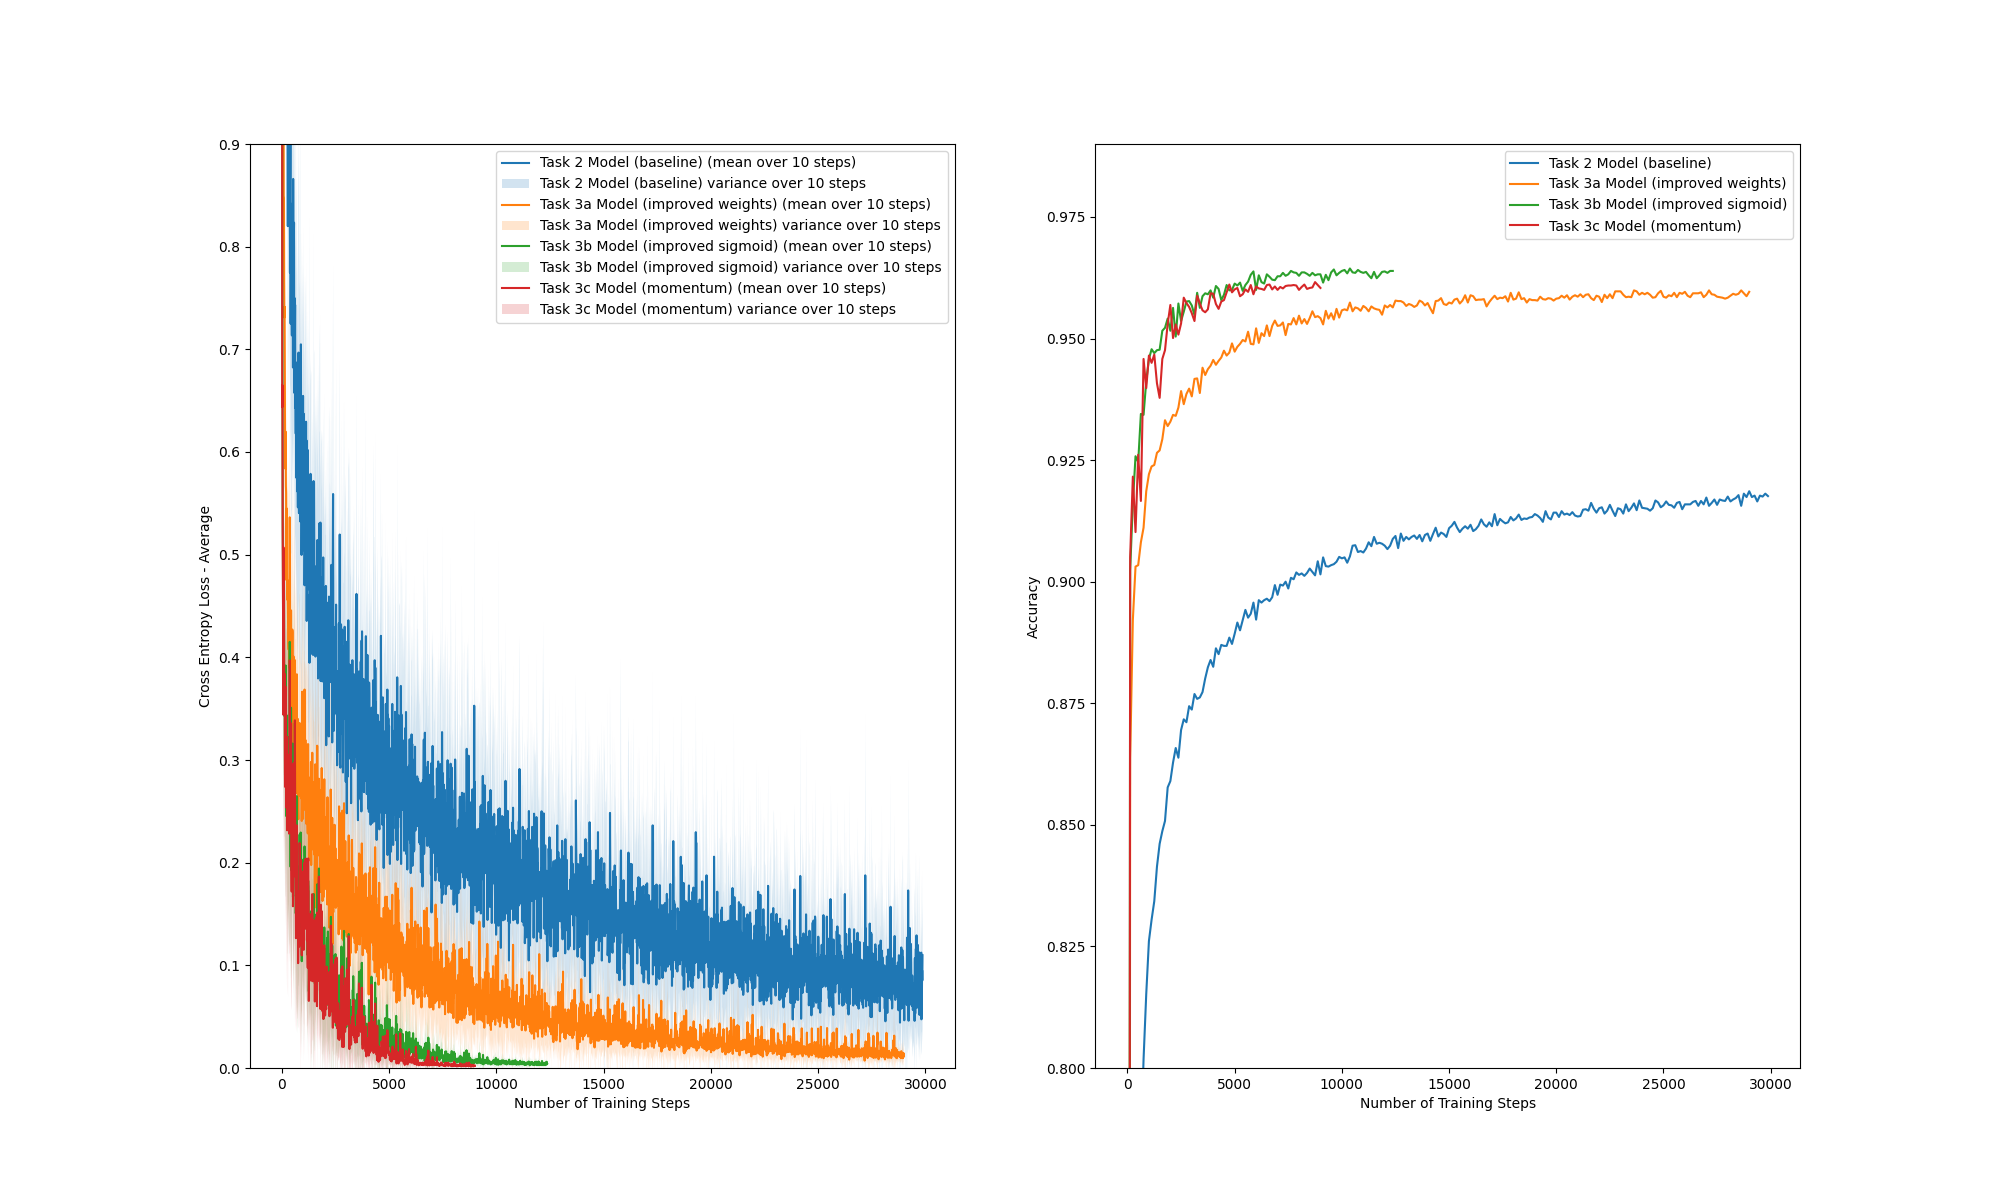 0.9
0.8
0.7
0.6
0.5
0.4
0.3
0.2
0.1
0.0
Cross Entropy Loss - Average
0
5000
10000
15000
20000
25000
30000
Number of Training Steps
Task 2 Model (baseline) (mean over 10 steps)
Task 2 Model (baseline) variance over 10 steps
Task 3a Model (improved weights) (mean over 10 steps)
Task 3a Model (improved weights) variance over 10 steps
Task 3b Model (improved sigmoid) (mean over 10 steps)
Task 3b Model (improved sigmoid) variance over 10 steps
Task 3c Model (momentum) (mean over 10 steps)
Task 3c Model (momentum) variance over 10 steps
0.975
0.950
0.925
0.900
0.875
0.850
0.825
0.800
Accuracy
0
5000
10000
15000
20000
25000
30000
Number of Training Steps
Task 2 Model (baseline)
Task 3a Model (improved weights)
Task 3b Model (improved sigmoid)
Task 3c Model (momentum)